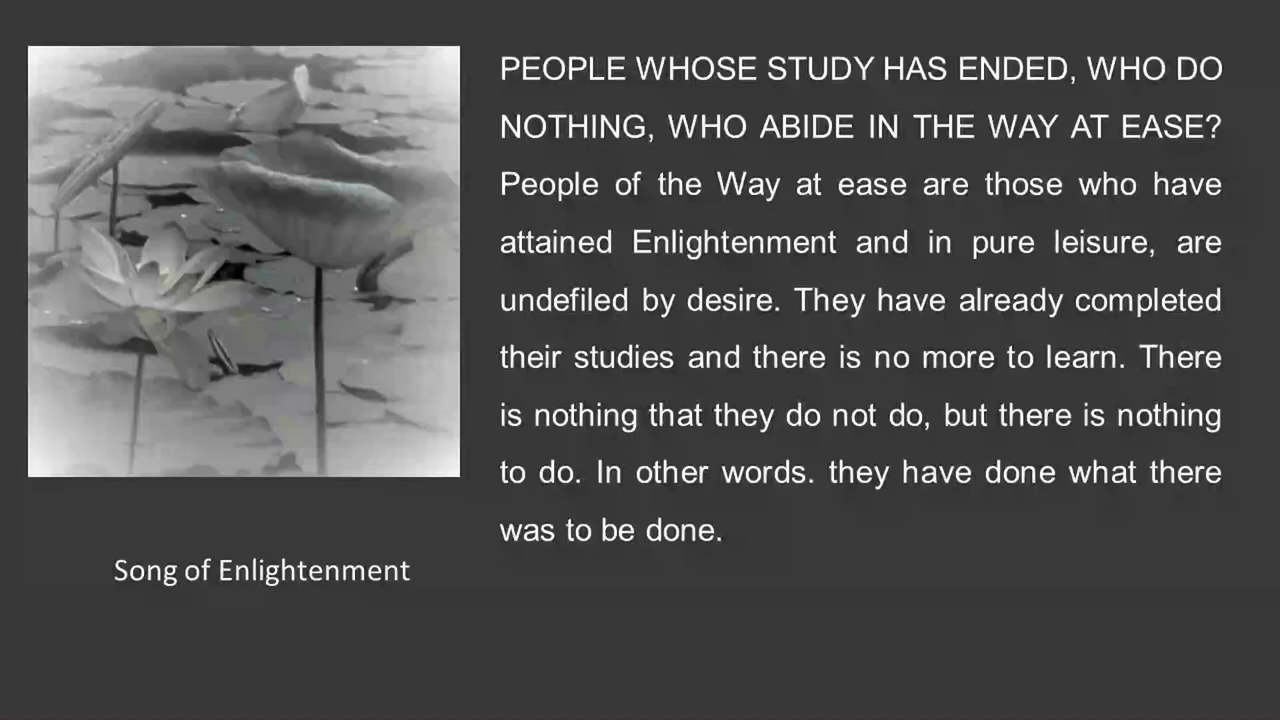 PEOPLE WHOSE STUDY HAS ENDED, WHO DO
NOTHING, WHO ABIDE IN THE WAY AT EASE?
People of the Way at ease are those who have
attained Enlightenment and in pure leisure, are
undefiled by desire. They have already completed
their studies and there is no more to learn. There
is nothing that they do not do, but there is nothing
to do. In other words. they have done what there
was to be done.
Song of Enlightenment